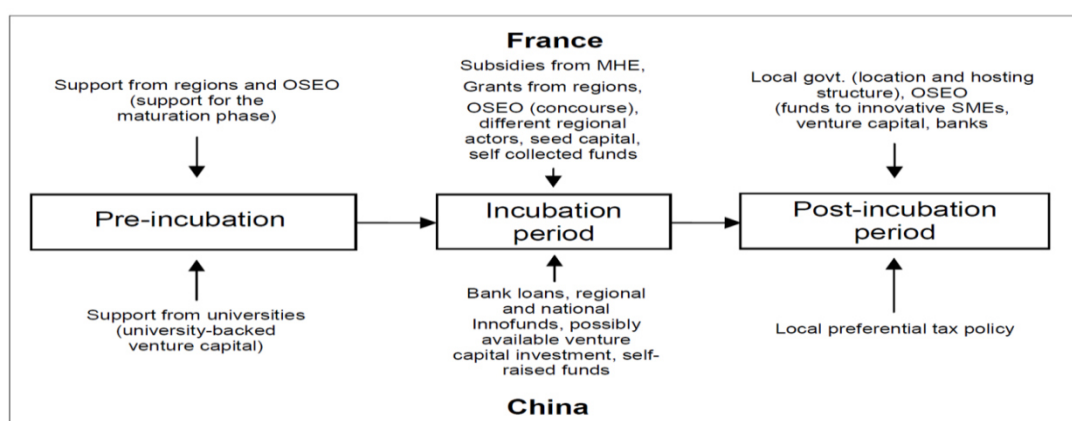 France
Support from regions and OSEO
(support for the
maturation phase)
Subsidies from MHE,
Grants from regions,
OSEO (concourse),
different regional
actors, seed capital,
self collected funds
Local govt. (location and hosting
structure), OSEO
(funds to innovative SMEs,
venture capital, banks
Pre-incubation
Incubation
period
Post-incubation
period
Support from universities
(university-backed
venture capital)
Bank loans, regional
and national
Innofunds, possibly
available venture
capital investment, self-
raised funds
Local preferential tax policy
China